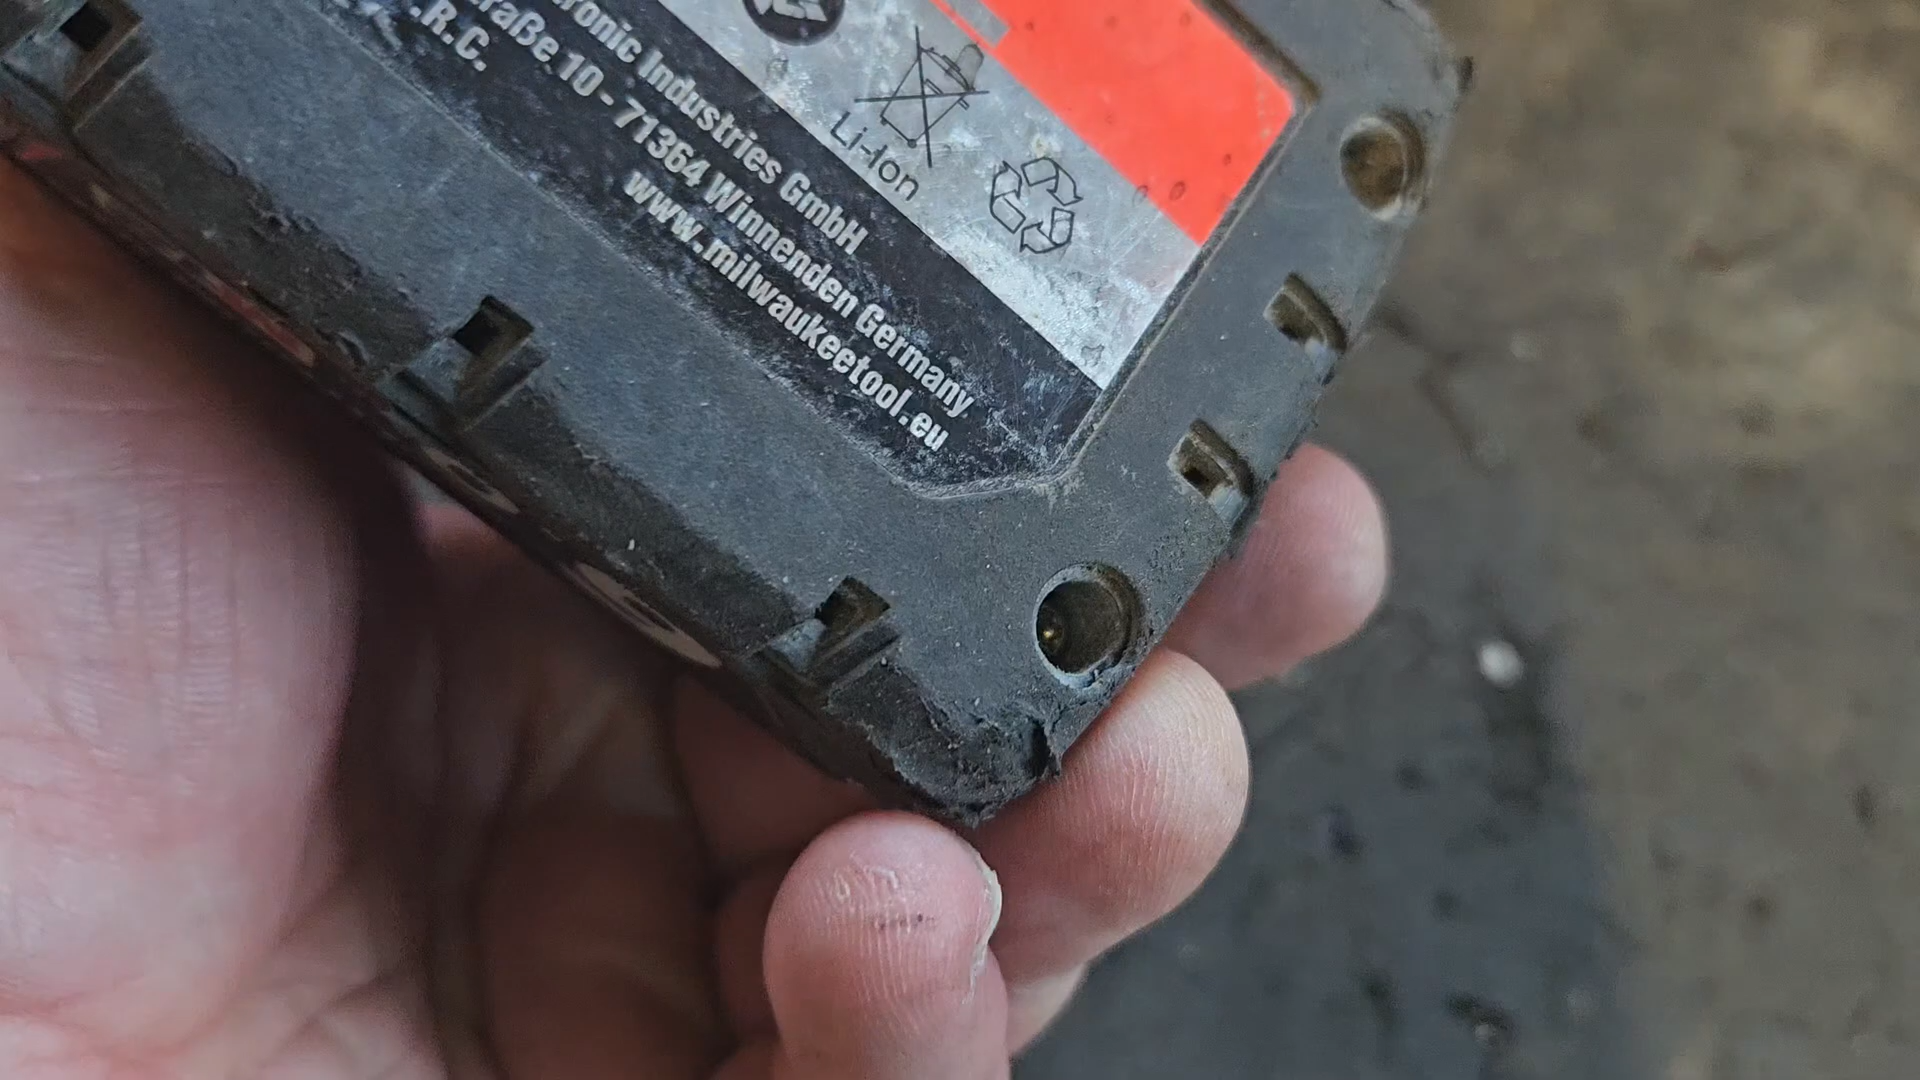 ronic Industries GmbH
raße 10 - 71364 Winnenden Germany
.R.C. www.milwaukeetool.eu
Li-Ion